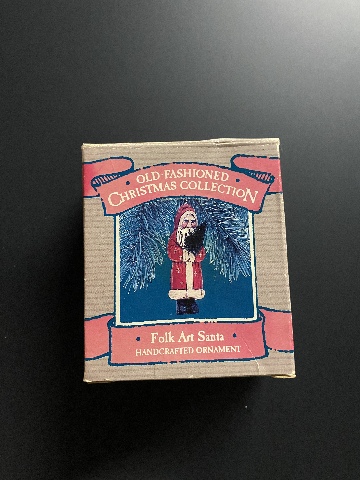 • OLD-FASHIONED •
CHRISTMAS COLLECTION
• Folk Art Santa •
HANDCRAFTED ORNAMENT